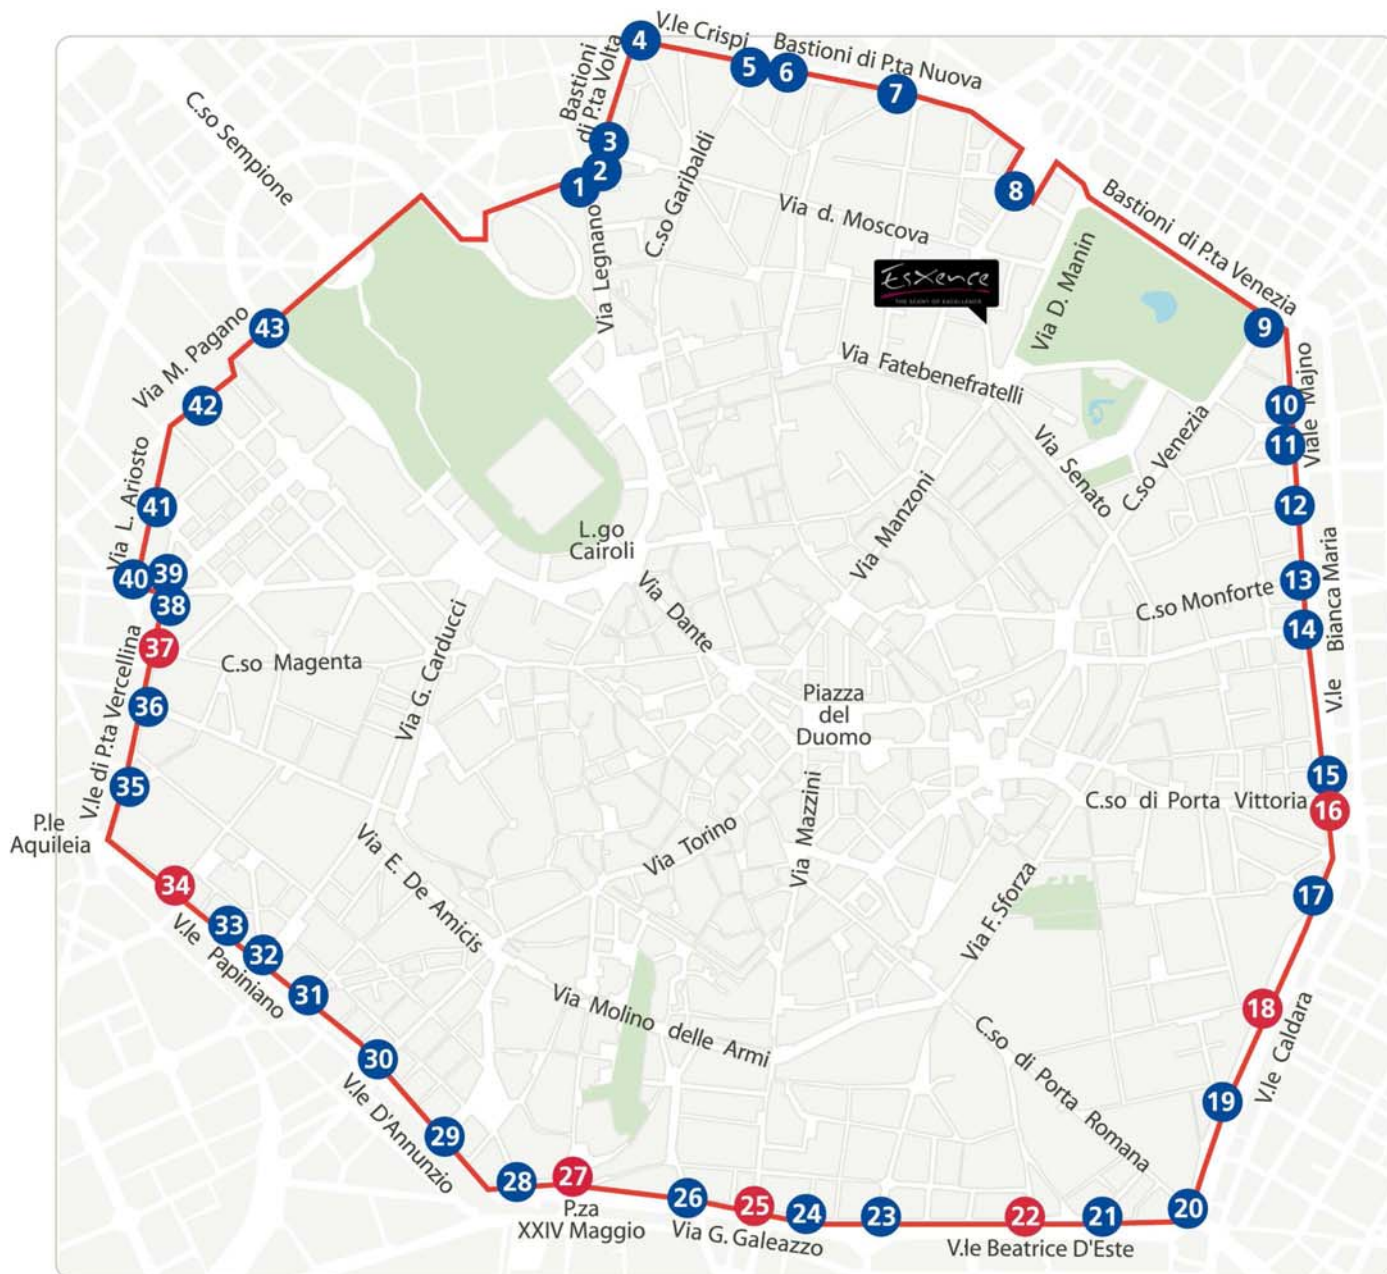 V.le Crispi
Bastioni di P.ta Nuova
Bastioni
di P.ta Volta
4
5
6
7
C.so Sempione
3
2
1
8
C.so Garibaldi
Via d. Moscova
Via Legnano
Bastioni di P.ta Venezia
Esxence
THE SCENT OF EXCELLENCE
Via D. Manin
9
43
Via M. Pagano
Via Fatebenefratelli
Viale Majno
42
10
11
Via Senato
C.so Venezia
Via L. Ariosto
41
12
Via Manzoni
L.go
Cairoli
40
39
38
Via Dante
C.so Monforte
13
14
V.le Bianca Maria
37
C.so Magenta
Via G. Carducci
36
V.le di P.ta Vercellina
Piazza
del
Duomo
35
15
C.so di Porta Vittoria
16
P.le
Aquileia
Via E. De Amicis
Via Torino
Via Mazzini
34
Via F. Sforza
17
33
32
V.le Papiniano
31
Via Molino delle Armi
18
V.le Caldara
30
C.so di Porta Romana
V.le D'Annunzio
29
19
28
27
26
25
24
23
22
21
20
P.za
XXIV Maggio
Via G. Galeazzo
V.le Beatrice D'Este